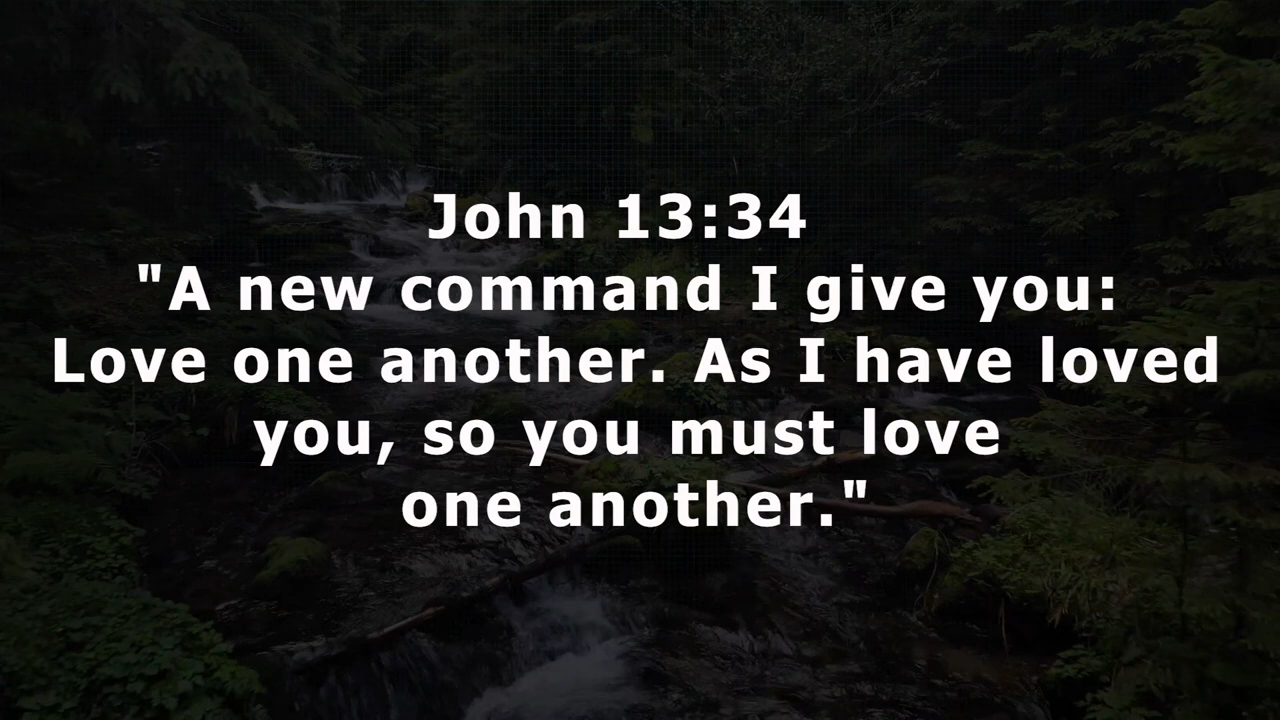 John 13:34
"A new command I give you:
Love one another. As I have loved
you, so you must love
one another."